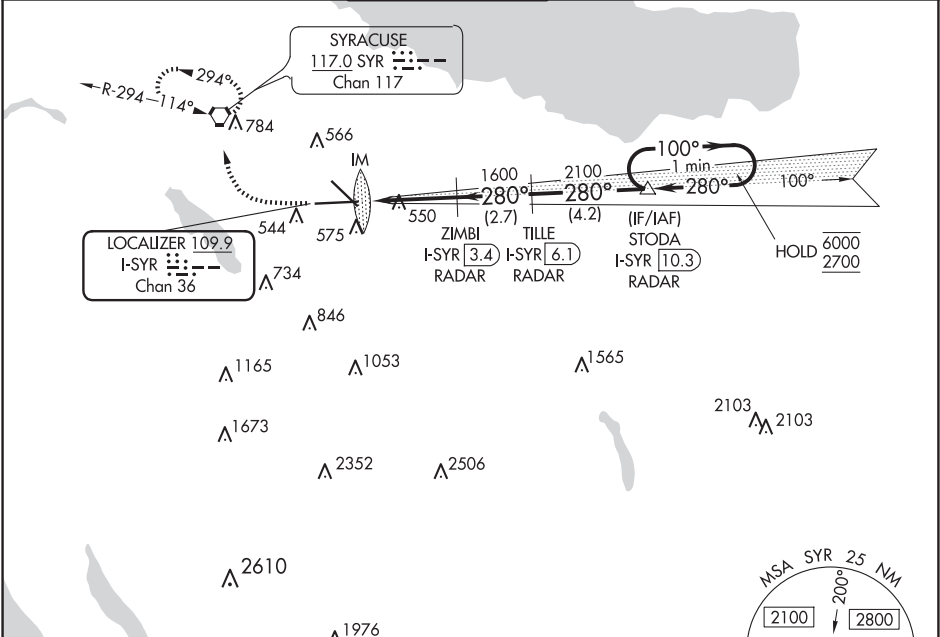 SYRACUSE
117.0 SYR
Chan 117
294°
R-294
114°
784
566
IM
1600
2100
100°
1 min
280°
280°
280°
100°
(2.7)
(4.2)
550
544
575
ZIMBI
I-SYR 3.4
RADAR
TILLE
I-SYR 6.1
RADAR
(IF/IAF)
STODA
I-SYR 10.3
RADAR
HOLD
6000
2700
LOCALIZER 109.9
I-SYR
Chan 36
734
846
1165
1053
1565
1673
2103
2103
2352
2506
2610
1976
MSA SYR 25 NM
200°
2100
2800